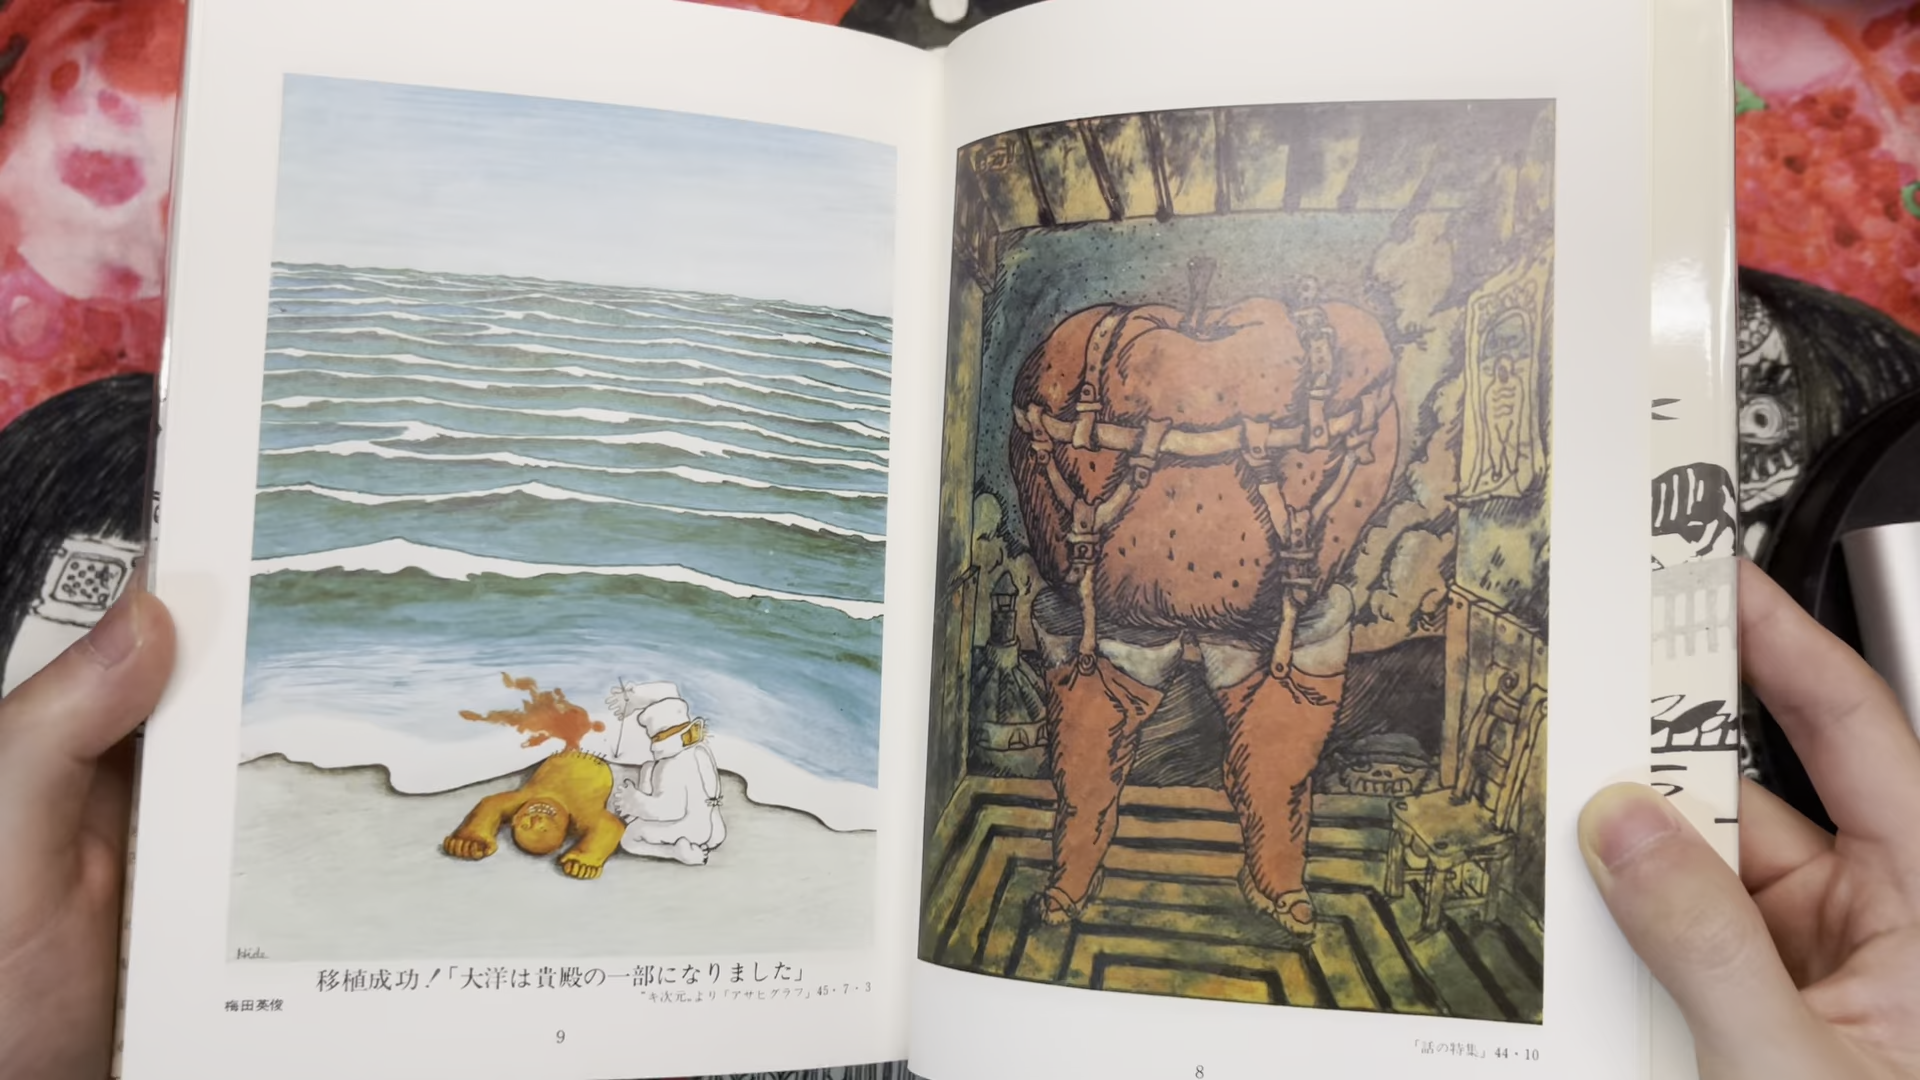 Hide
移植成功!「大洋は貴殿の一部になりました」
"キ次元〟より「アサヒグラフ」45・7・3
梅田英俊
9
「話の特集」44・10
8